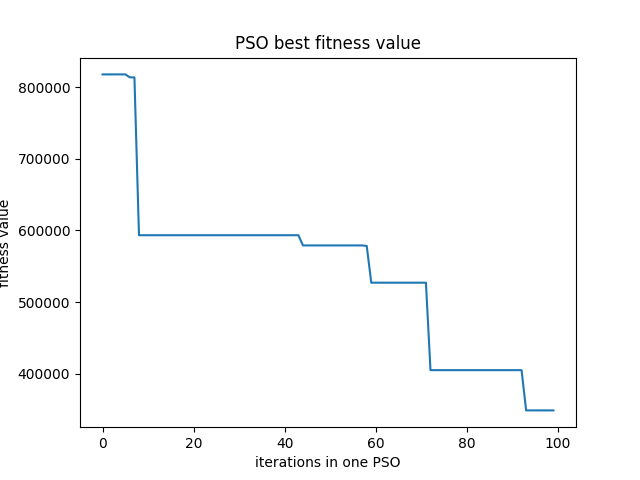 PSO best fitness value
fitness value
800000
700000
600000
500000
400000
0 20 40 60 80 100
iterations in one PSO